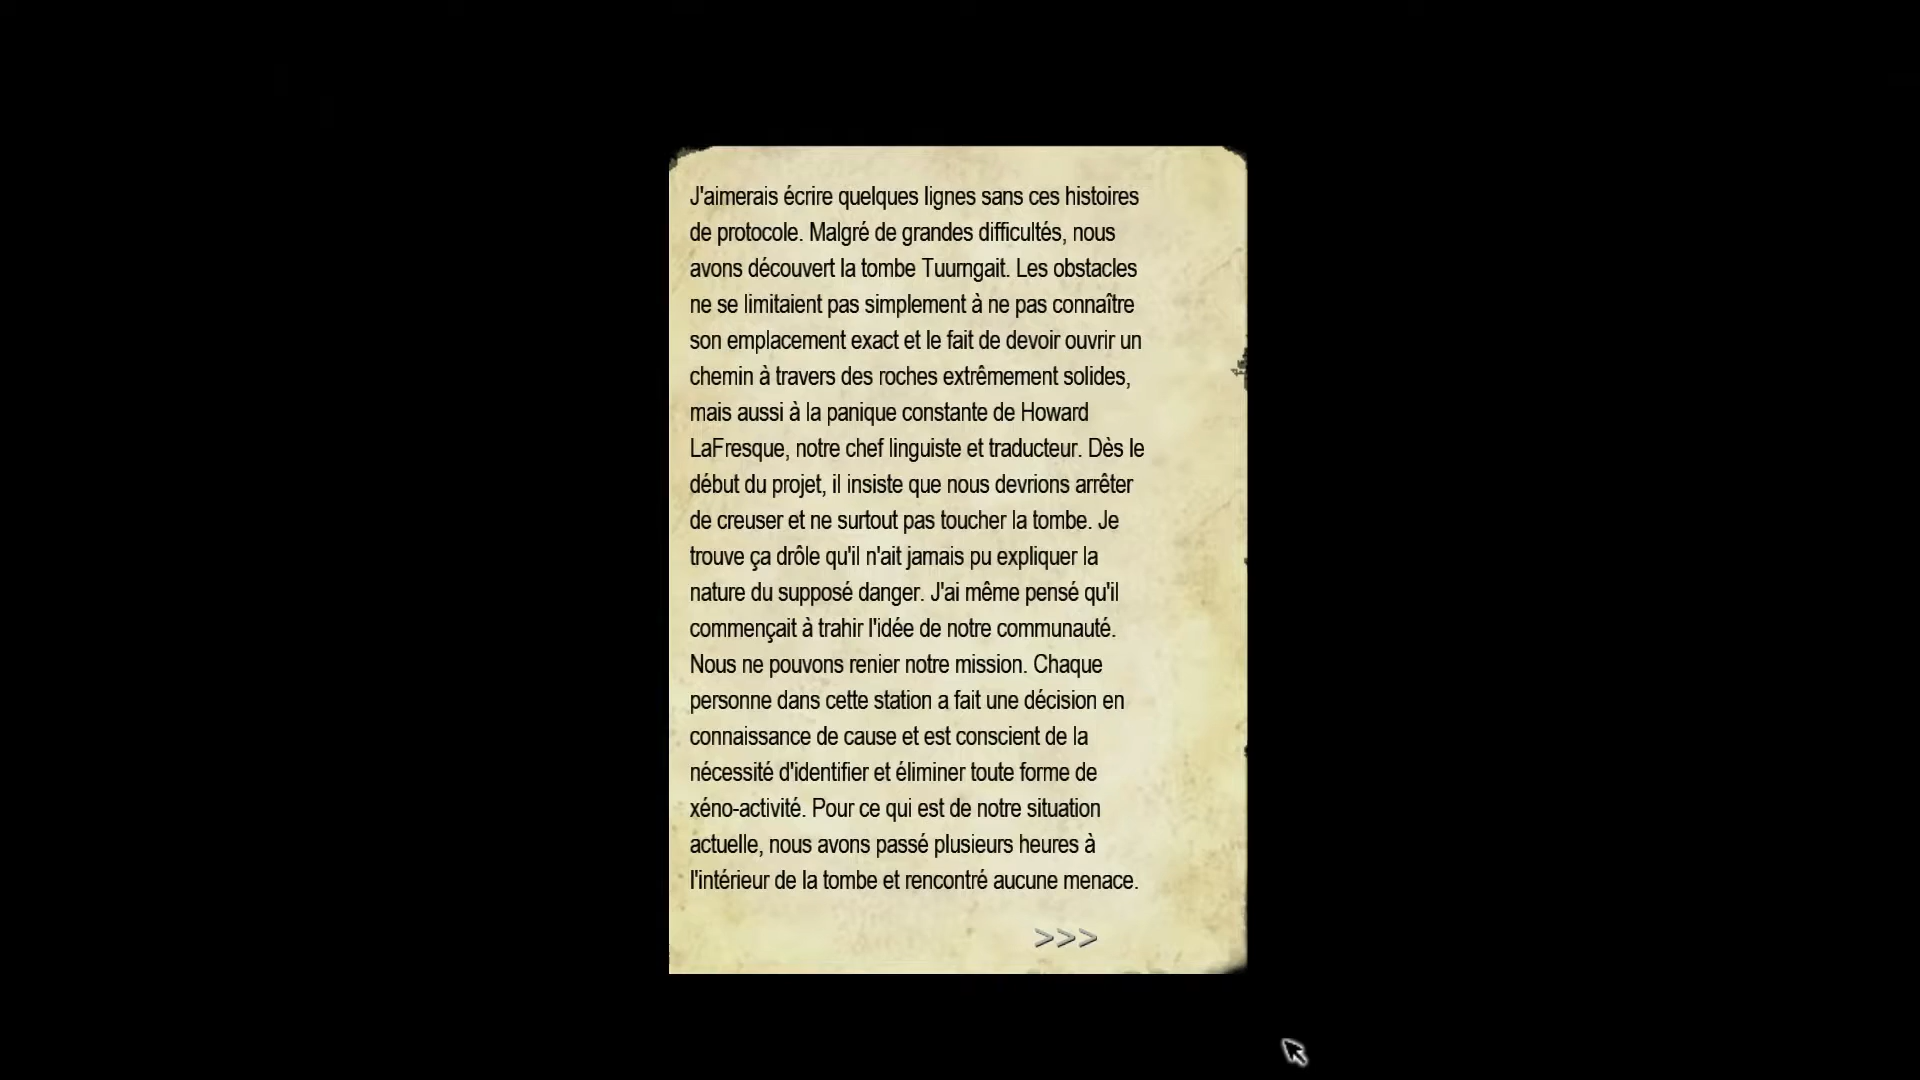 J'aimerais écrire quelques lignes sans ces histoires
de protocole. Malgré de grandes difficultés, nous
avons découvert la tombe Tuurngait. Les obstacles
ne se limitaient pas simplement à ne pas connaître
son emplacement exact et le fait de devoir ouvrir un
chemin à travers des roches extrêmement solides,
mais aussi à la panique constante de Howard
LaFresque, notre chef linguiste et traducteur. Dès le
début du projet, il insiste que nous devrions arrêter
de creuser et ne surtout pas toucher la tombe. Je
trouve ça drôle qu'il n'ait jamais pu expliquer la
nature du supposé danger. J'ai même pensé qu'il
commençait à trahir l'idée de notre communauté.
Nous ne pouvons renier notre mission. Chaque
personne dans cette station a fait une décision en
connaissance de cause et est conscient de la
nécessité d'identifier et éliminer toute forme de
xéno-activité. Pour ce qui est de notre situation
actuelle, nous avons passé plusieurs heures à
l'intérieur de la tombe et rencontré aucune menace.
>>>